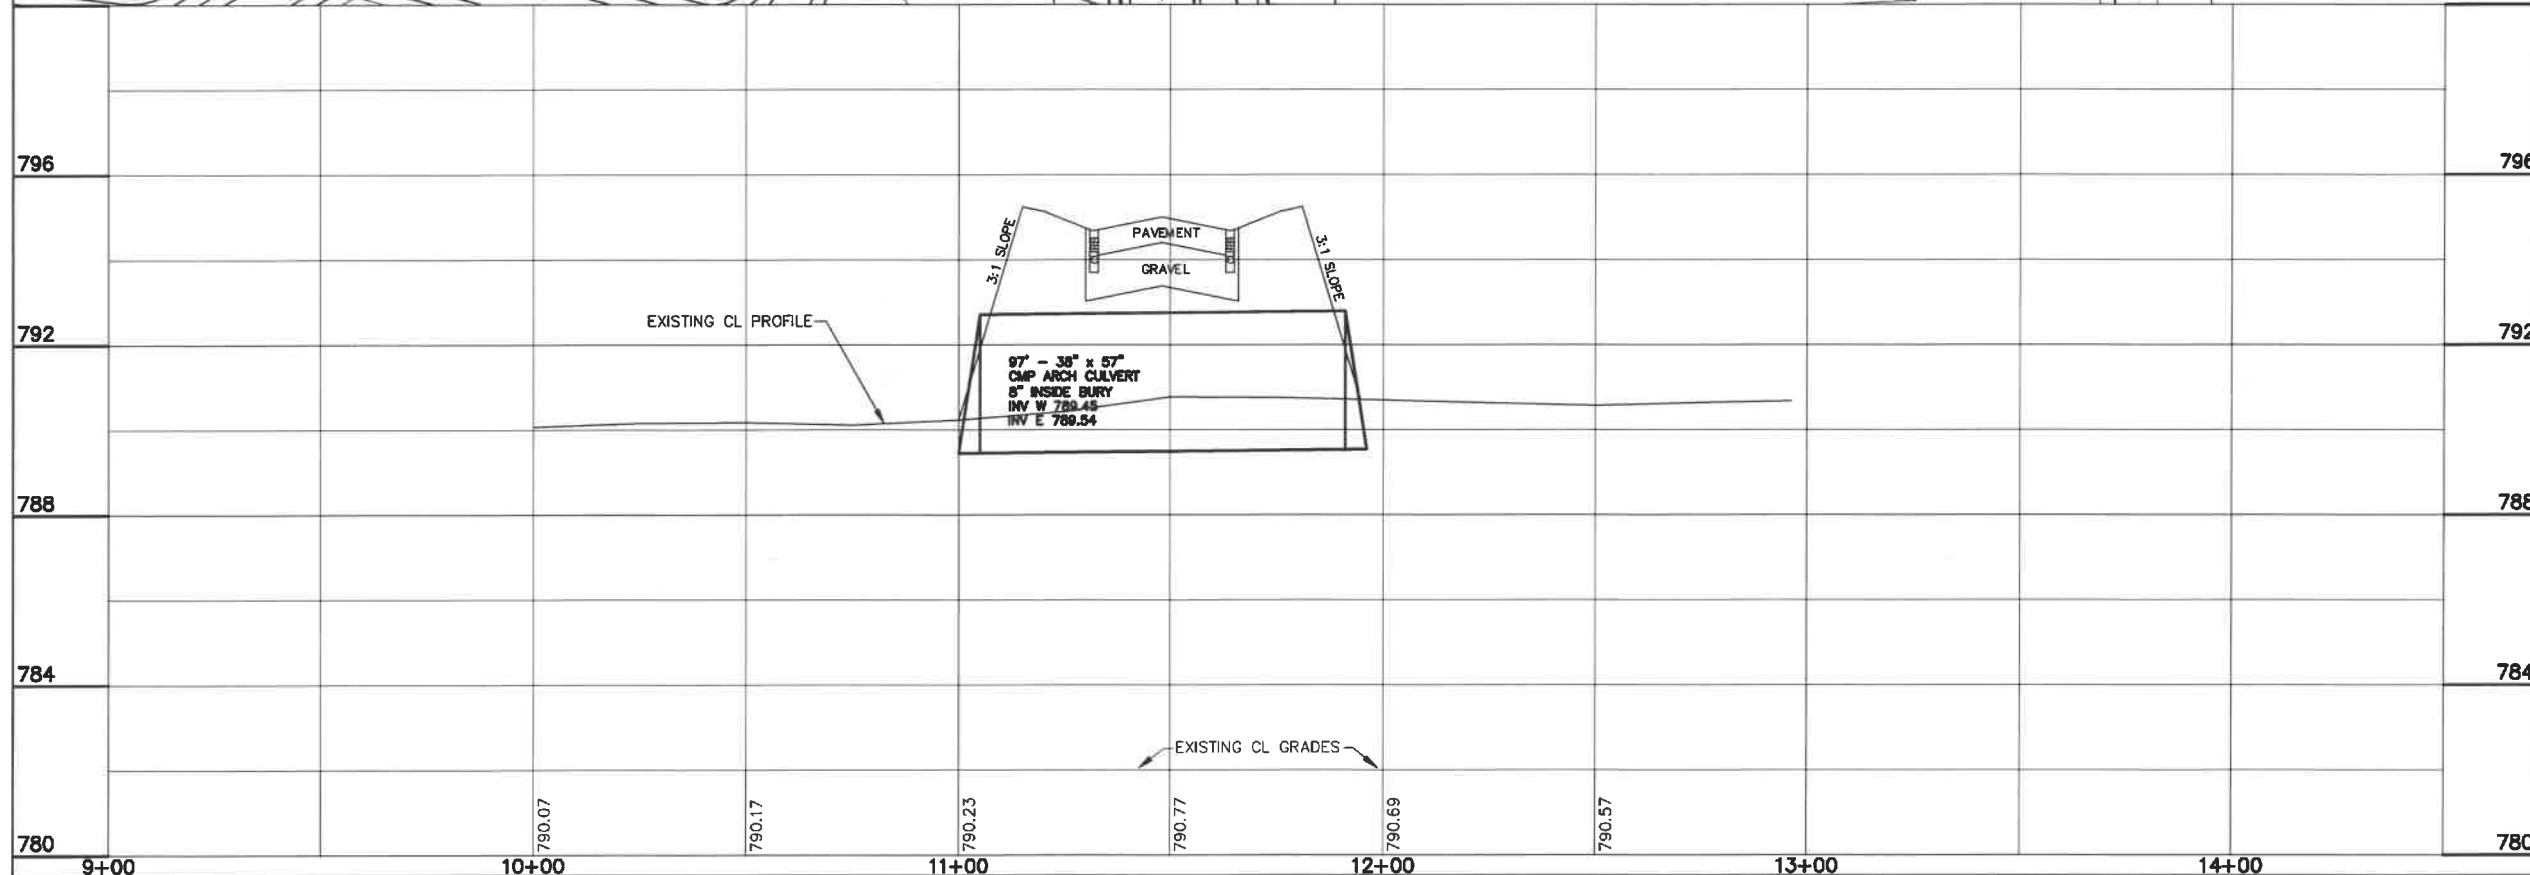 796
796
3:1 SLOPE
PAVEMENT
3:1 SLOPE
GRAVEL
EXISTING CL PROFILE
792
792
97' - 38" x 57"
CMP ARCH CULVERT
8" INSIDE BURY
INV W 789.45
INV E 789.54
788
788
784
784
EXISTING CL GRADES
790.07
790.17
790.23
790.77
790.69
790.57
780
780
9+00
10+00
11+00
12+00
13+00
14+00